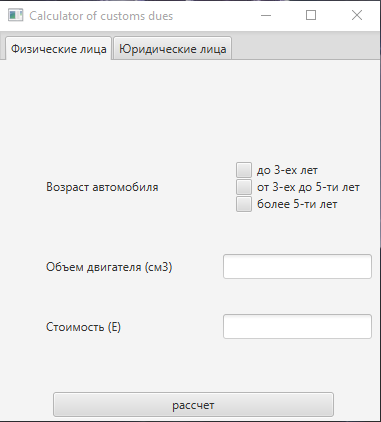 Calculator of customs dues
Физические лица Юридические лица
до 3-ех лет
Возраст автомобиля от 3-ех до 5-ти лет
более 5-ти лет
Объем двигателя (см3)
Стоимость (Е)
рассчет